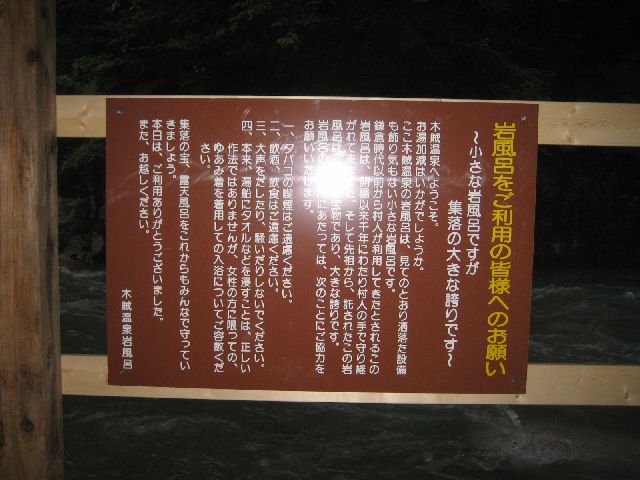 岩風呂をご利用の皆様へのお願い
～小さな岩風呂ですが
集落の大きな誇りです～
木賊温泉へようこそ。
お湯加減はいかがでしょうか。
ここ木賊温泉の岩風呂は、見てのとおり洒落た設備
も飾り気もない小さな岩風呂です。
鎌倉時代以前から村人が利用してきたとされるこの
岩風呂は、開湯以来千年にわたり村人の手で守り継
がれて来 そして先祖から、託されたこの岩
風呂は、 宝物であり、大きな誇りです。
岩風呂の にあたっては、次のことにご協力を
お願いいたします。
一、タバコの喫煙はご遠慮ください。
二、飲酒、飲食はご遠慮ください。
三、大声をだしたり、騒いだりしないでください。
四、本来、湯船にタオルなどを浸すことは、正しい
作法ではありませんが、女性の方に限っての、
ゆあみ着を着用しての入浴についてご容赦くだ
さい。
集落の宝、露天風呂をこれからもみんなで守ってい
きましょう。
本日は、ご利用ありがとうございました。
また、お越しください。
木賊温泉岩風呂